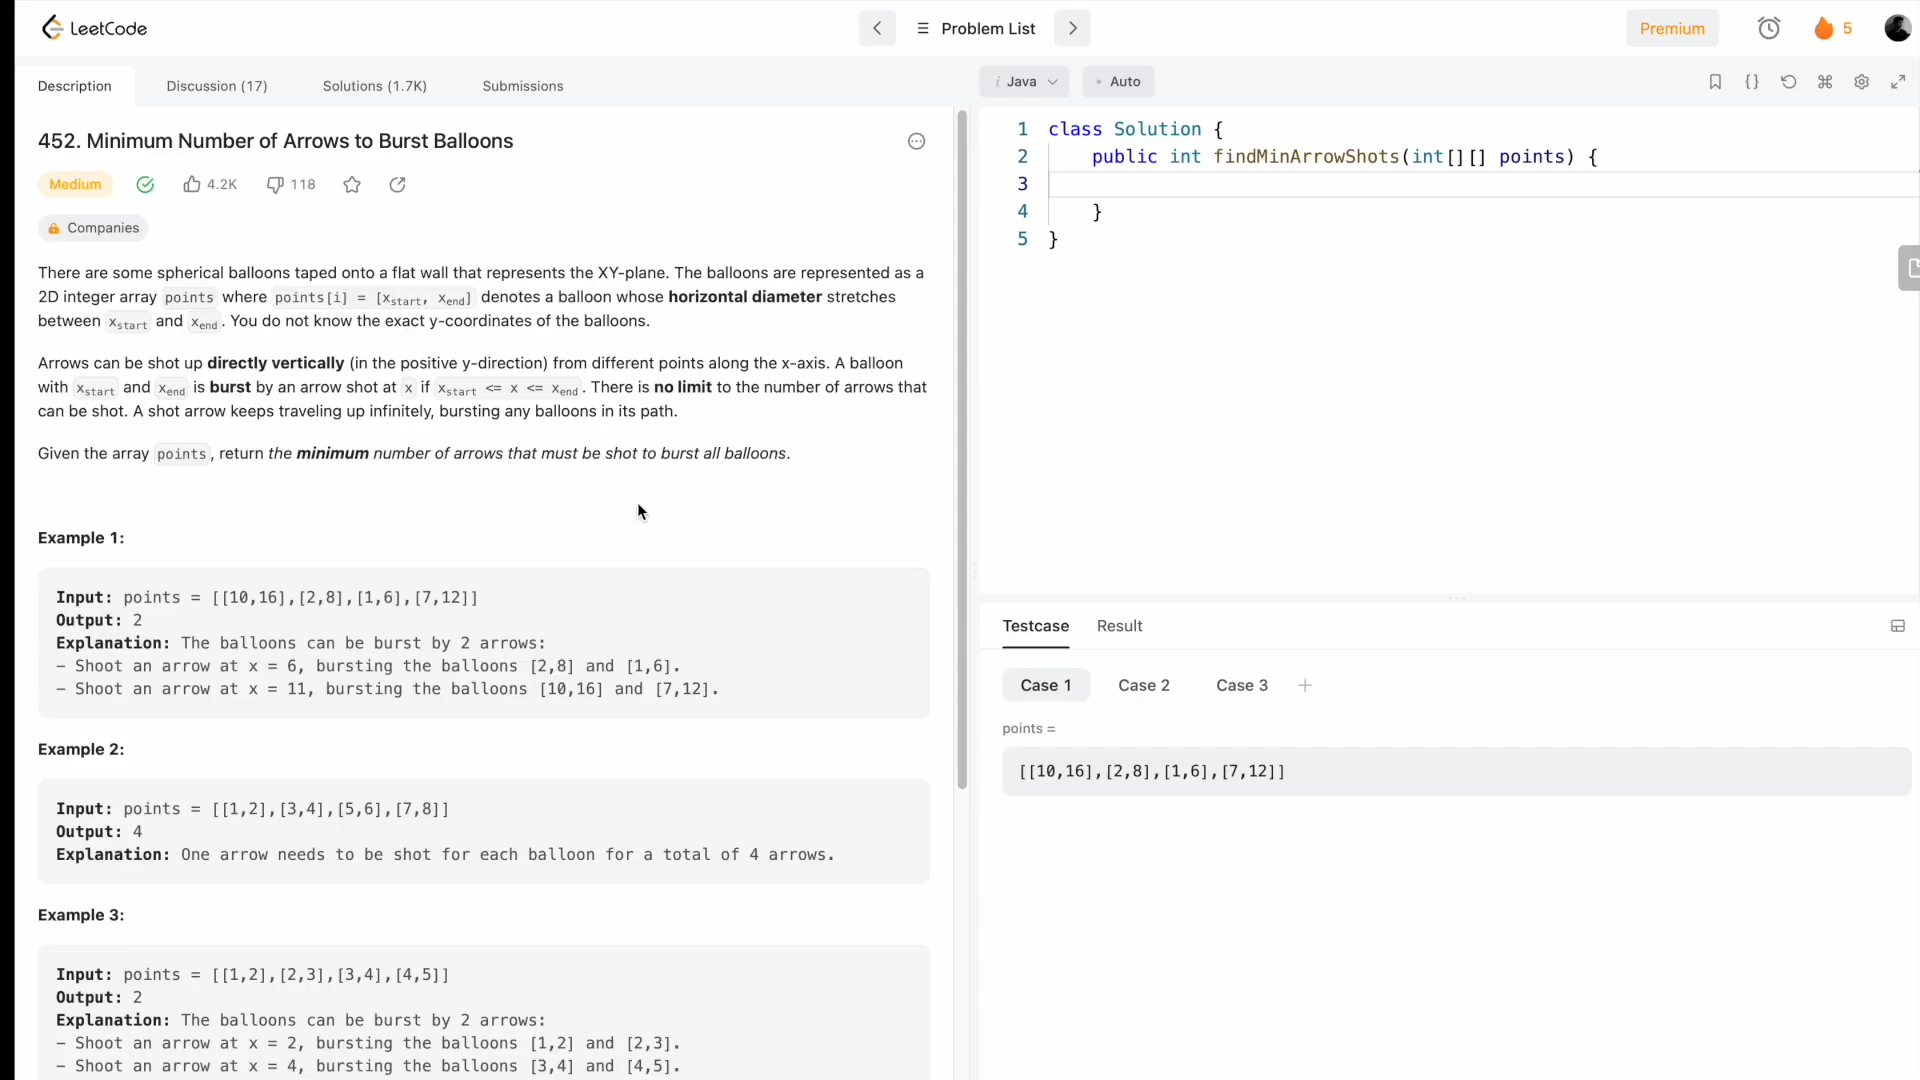 LeetCode
Problem List
Premium
5
Description
Discussion (17)
Solutions (1.7K)
Submissions
Java
Auto
452. Minimum Number of Arrows to Burst Balloons
Medium
4.2K
118
Companies
There are some spherical balloons taped onto a flat wall that represents the XY-plane. The balloons are represented as a
2D integer array points where points[i] = [xstart, xend] denotes a balloon whose horizontal diameter stretches
between xstart and xend. You do not know the exact y-coordinates of the balloons.
Arrows can be shot up directly vertically (in the positive y-direction) from different points along the x-axis. A balloon
with xstart and xend is burst by an arrow shot at x if xstart <= x <= xend. There is no limit to the number of arrows that
can be shot. A shot arrow keeps traveling up infinitely, bursting any balloons in its path.
Given the array points, return the minimum number of arrows that must be shot to burst all balloons.
Example 1:
Input: points = [[10,16],[2,8],[1,6],[7,12]]
Output: 2
Explanation: The balloons can be burst by 2 arrows:
- Shoot an arrow at x = 6, bursting the balloons [2,8] and [1,6].
- Shoot an arrow at x = 11, bursting the balloons [10,16] and [7,12].
Example 2:
Input: points = [[1,2],[3,4],[5,6],[7,8]]
Output: 4
Explanation: One arrow needs to be shot for each balloon for a total of 4 arrows.
Example 3:
Input: points = [[1,2],[2,3],[3,4],[4,5]]
Output: 2
Explanation: The balloons can be burst by 2 arrows:
- Shoot an arrow at x = 2, bursting the balloons [1,2] and [2,3].
- Shoot an arrow at x = 4, bursting the balloons [3,4] and [4,5].
1 class Solution {
2 public int findMinArrowShots(int[][] points) {
3
4 }
5 }
Testcase
Result
Case 1
Case 2
Case 3
points =
[[10,16],[2,8],[1,6],[7,12]]